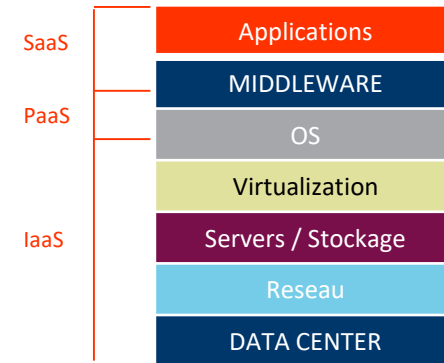 SaaS
Applications
MIDDLEWARE
PaaS
OS
Virtualization
IaaS
Servers / Stockage
Reseau
DATA CENTER